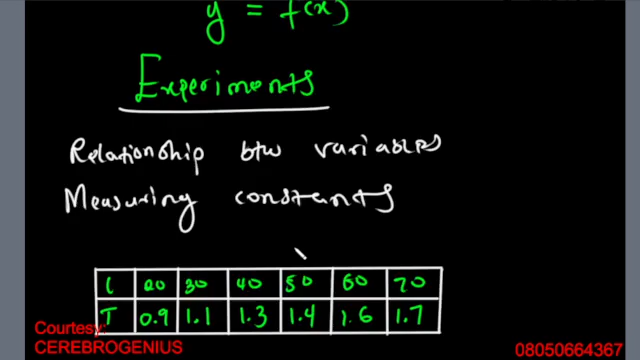 y = f(x)
Experiments
Relationship btw variables
Measuring constants
l 20 30 40 50 60 70
T 0.9 1.1 1.3 1.4 1.6 1.7
Courtesy:
CEREBROGENIUS
08050664367